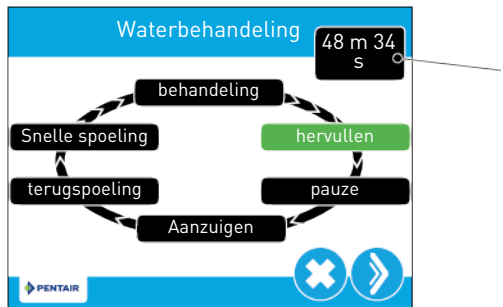 Waterbehandeling
48 m 34
s
behandeling
Snelle spoeling
hervullen
terugspoeling
pauze
Aanzuigen
PENTAIR